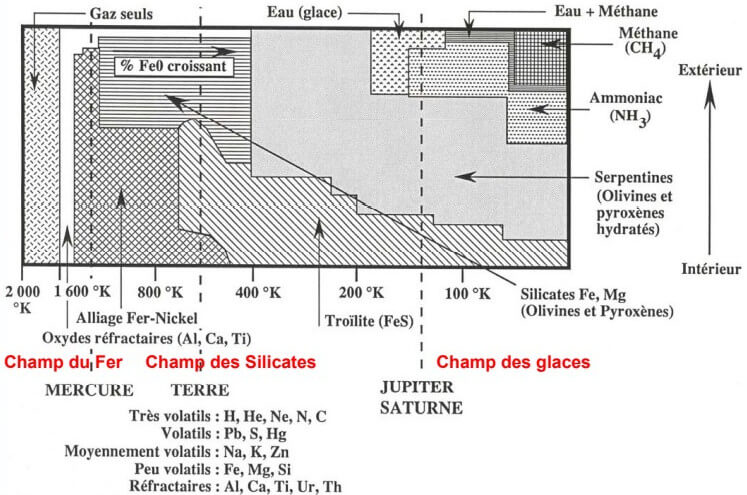 Gaz seuls
Eau (glace)
Eau + Méthane
Méthane
(CH4)
% Fe0 croissant
Extérieur
Ammoniac
(NH3)
Serpentines
(Olivines et
pyroxènes
hydratés)
Intérieur
2 000
°K
1 600 °K
800 °K
400 °K
200 °K
100 °K
Silicates Fe, Mg
(Olivines et Pyroxènes)
Alliage Fer-Nickel
Troïlite (FeS)
Oxydes réfractaires (Al, Ca, Ti)
Champ du Fer
Champ des Silicates
Champ des glaces
MERCURE
TERRE
JUPITER
SATURNE
Très volatils : H, He, Ne, N, C
Volatils : Pb, S, Hg
Moyennement volatils : Na, K, Zn
Peu volatils : Fe, Mg, Si
Réfractaires : Al, Ca, Ti, Ur, Th